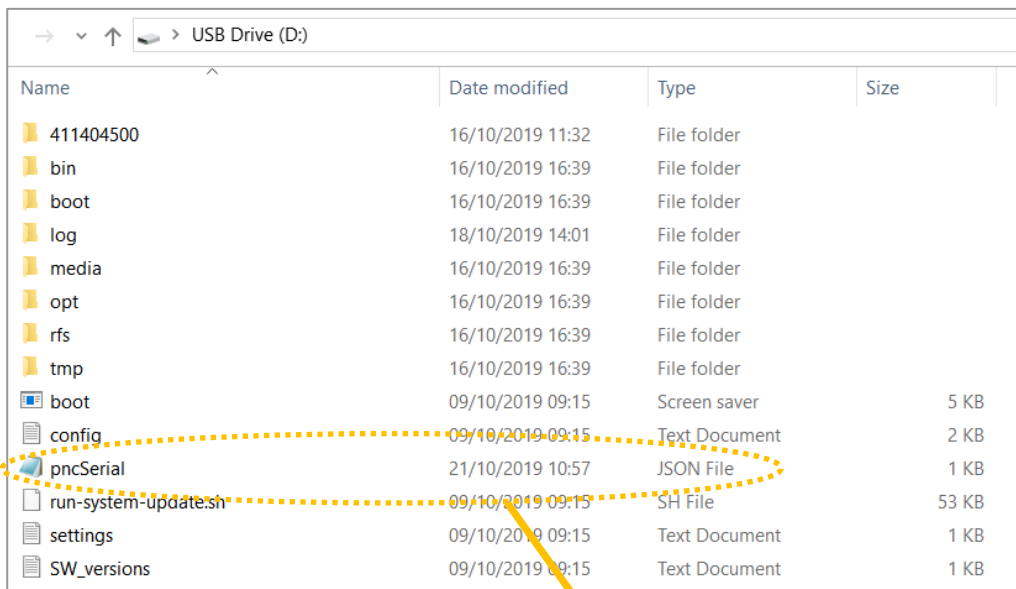 USB Drive (D:)
Name Date modified Type Size
411404500 16/10/2019 11:32 File folder
bin 16/10/2019 16:39 File folder
boot 16/10/2019 16:39 File folder
log 18/10/2019 14:01 File folder
media 16/10/2019 16:39 File folder
opt 16/10/2019 16:39 File folder
rfs 16/10/2019 16:39 File folder
tmp 16/10/2019 16:39 File folder
boot 09/10/2019 09:15 Screen saver 5 KB
config 09/10/2019 09:15 Text Document 2 KB
pncSerial 21/10/2019 10:57 JSON File 1 KB
run-system-update.sh 09/10/2019 09:15 SH File 53 KB
settings 09/10/2019 09:15 Text Document 1 KB
SW_versions 09/10/2019 09:15 Text Document 1 KB